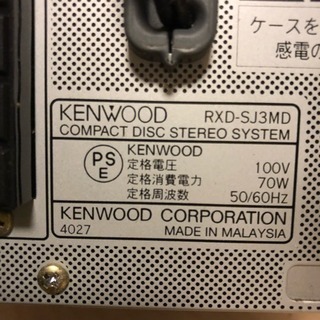 ケースを
感電の
KENWOOD RXD-SJ3MD
COMPACT DISC STEREO SYSTEM
PS
E
KENWOOD
定格電圧 100V
定格消費電力 70W
定格周波数 50/60HZ
KENWOOD CORPORATION
4027 MADE IN MALAYSIA